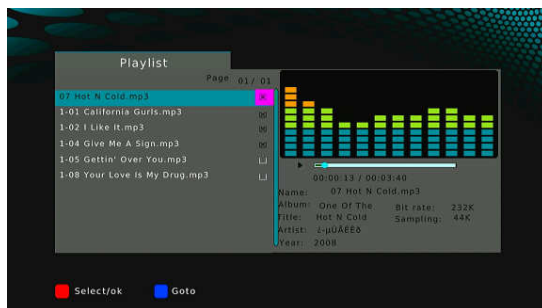 Playlist
Page 01/ 01
07 Hot N Cold.mp3
1-01 California Gurls.mp3
1-02 I Like It.mp3
1-04 Give Me A Sign.mp3
1-05 Gettin' Over You.mp3
1-08 Your Love Is My Drug.mp3
00:00:13 / 00:03:40
Name: 07 Hot N Cold.mp3
Album: One Of The Bit rate: 232K
Title: Hot N Cold Sampling: 44K
Artist:
Year: 2008
Select/ok Goto